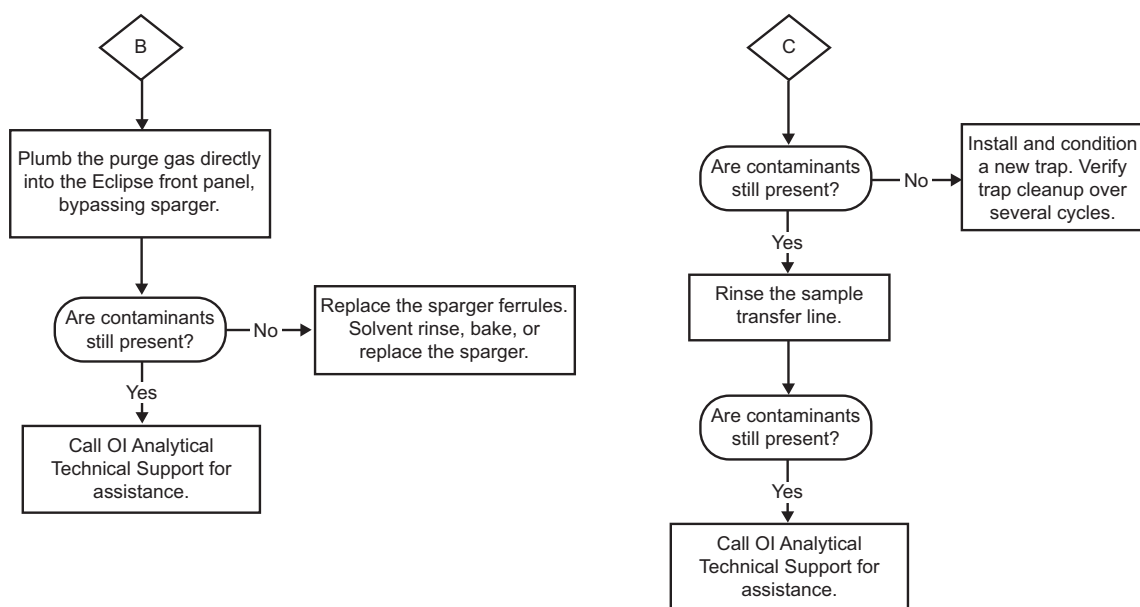 B
Plumb the purge gas directly
into the Eclipse front panel,
bypassing sparger.
Are contaminants
still present?
No
Replace the sparger ferrules.
Solvent rinse, bake, or
replace the sparger.
Yes
Call OI Analytical
Technical Support for
assistance.
C
Are contaminants
still present?
No
Install and condition
a new trap. Verify
trap cleanup over
several cycles.
Yes
Rinse the sample
transfer line.
Are contaminants
still present?
Yes
Call OI Analytical
Technical Support for
assistance.